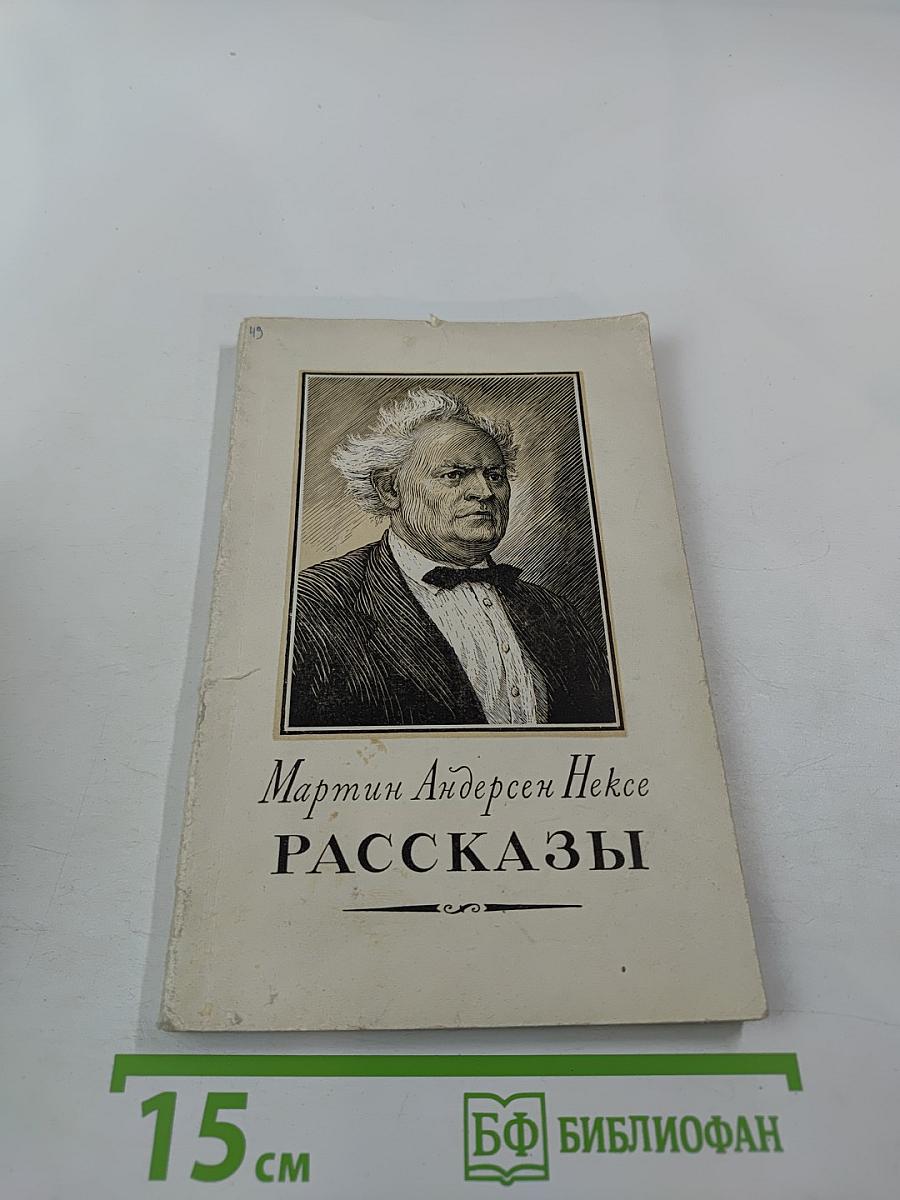 49
Мартин Андерсен Нексе
РАССКАЗЫ
15 см
БФ БИБЛИОФАН